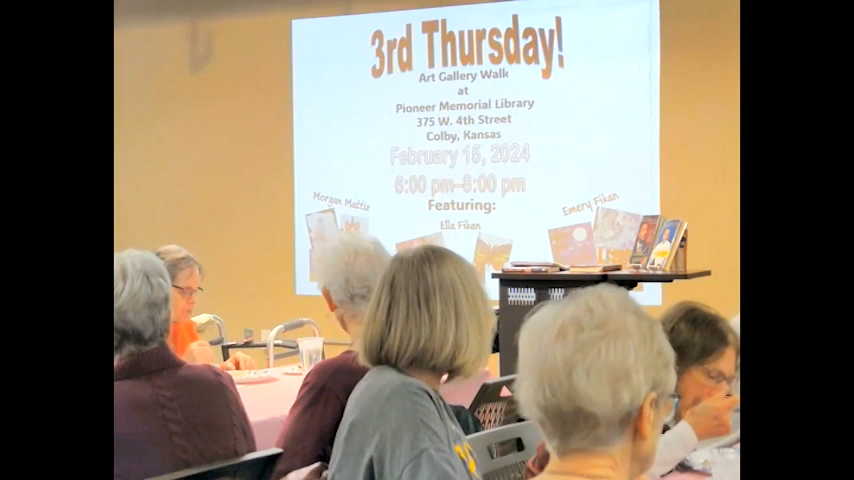 3rd Thursday!
Art Gallery Walk
at
Pioneer Memorial Library
375 W. 4th Street
Colby, Kansas
February 15, 2024
6:00 pm–8:00 pm
Featuring:
Morgan Mattix
Ella Fikan
Emery Fikan